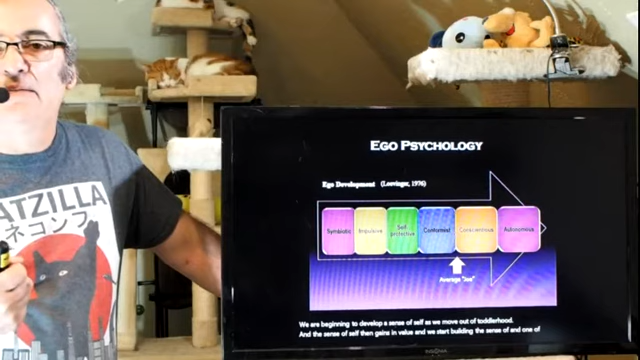 ATZILLA
ネコンフ
EGO PSYCHOLOGY
Ego Development (Loevinger, 1976)
Symbiotic
Impulsive
Self
protective
Conformist
Conscientious
Autonomous
Average "Joe"
We are beginning to develop a sense of self as we move out of toddlerhood.
And the sense of self then gains in value and we start building the sense of and one of
INSIGNIA